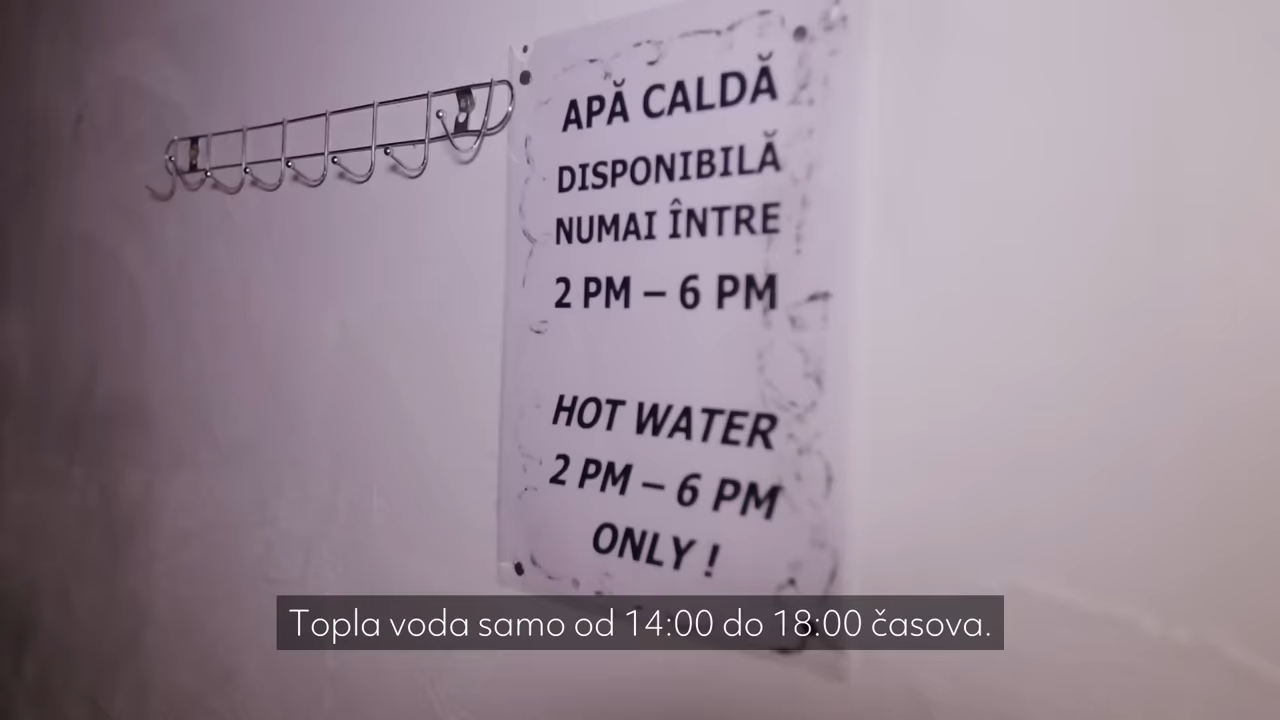 APĂ CALDĂ
DISPONIBILĂ
NUMAI ÎNTRE
2 PM – 6 PM
HOT WATER
2 PM – 6 PM
ONLY !
Topla voda samo od 14:00 do 18:00 časova.